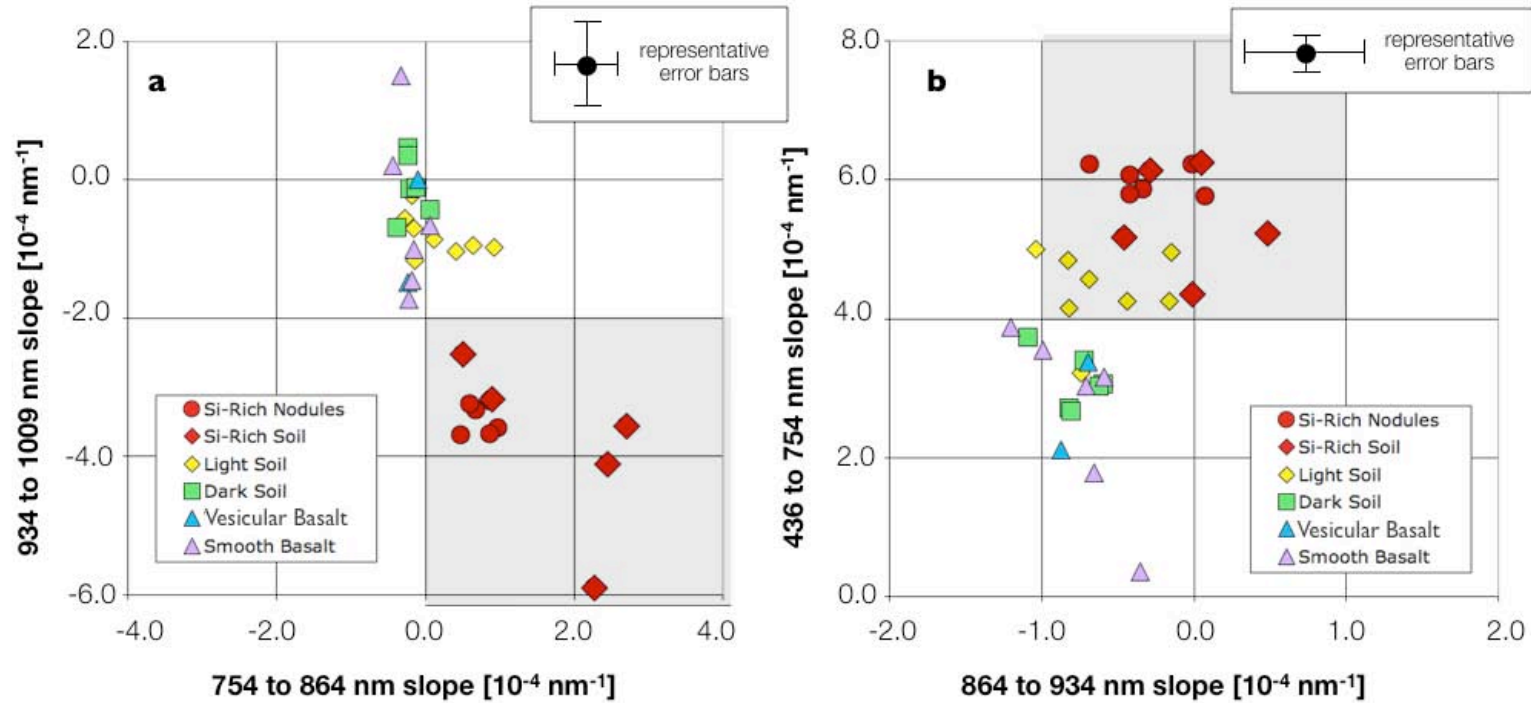 a
representative
error bars
2.0
0.0
-2.0
-4.0
-6.0
934 to 1009 nm slope [10⁻⁴ nm⁻¹]
Si-Rich Nodules
Si-Rich Soil
Light Soil
Dark Soil
Vesicular Basalt
Smooth Basalt
-4.0 -2.0 0.0 2.0 4.0
754 to 864 nm slope [10⁻⁴ nm⁻¹]
b
representative
error bars
8.0
6.0
4.0
2.0
0.0
436 to 754 nm slope [10⁻⁴ nm⁻¹]
Si-Rich Nodules
Si-Rich Soil
Light Soil
Dark Soil
Vesicular Basalt
Smooth Basalt
-2.0 -1.0 0.0 1.0 2.0
864 to 934 nm slope [10⁻⁴ nm⁻¹]